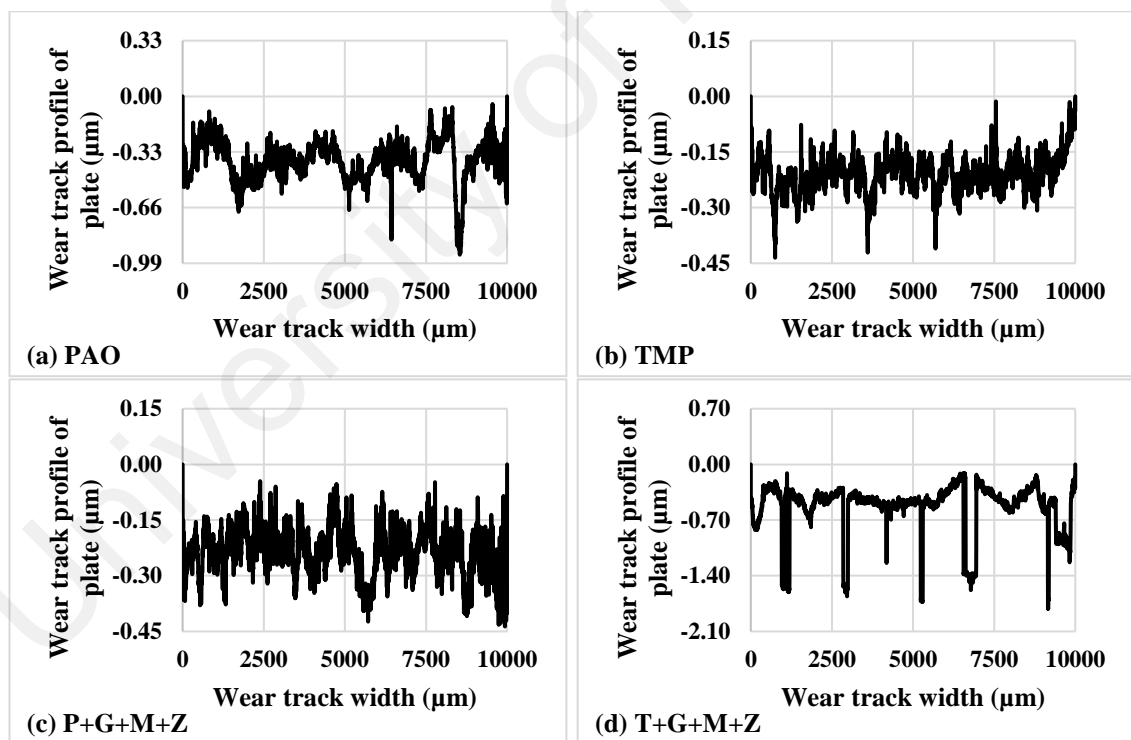 Wear track profile of
plate (µm)
0.33
0.00
-0.33
-0.66
-0.99
0 2500 5000 7500 10000
Wear track width (µm)
(a) PAO
Wear track profile of
plate (µm)
0.15
0.00
-0.15
-0.30
-0.45
0 2500 5000 7500 10000
Wear track width (µm)
(b) TMP
Wear track profile of
plate (µm)
0.15
0.00
-0.15
-0.30
-0.45
0 2500 5000 7500 10000
Wear track width (µm)
(c) P+G+M+Z
Wear track profile of
plate (µm)
0.70
0.00
-0.70
-1.40
-2.10
0 2500 5000 7500 10000
Wear track width (µm)
(d) T+G+M+Z
University of